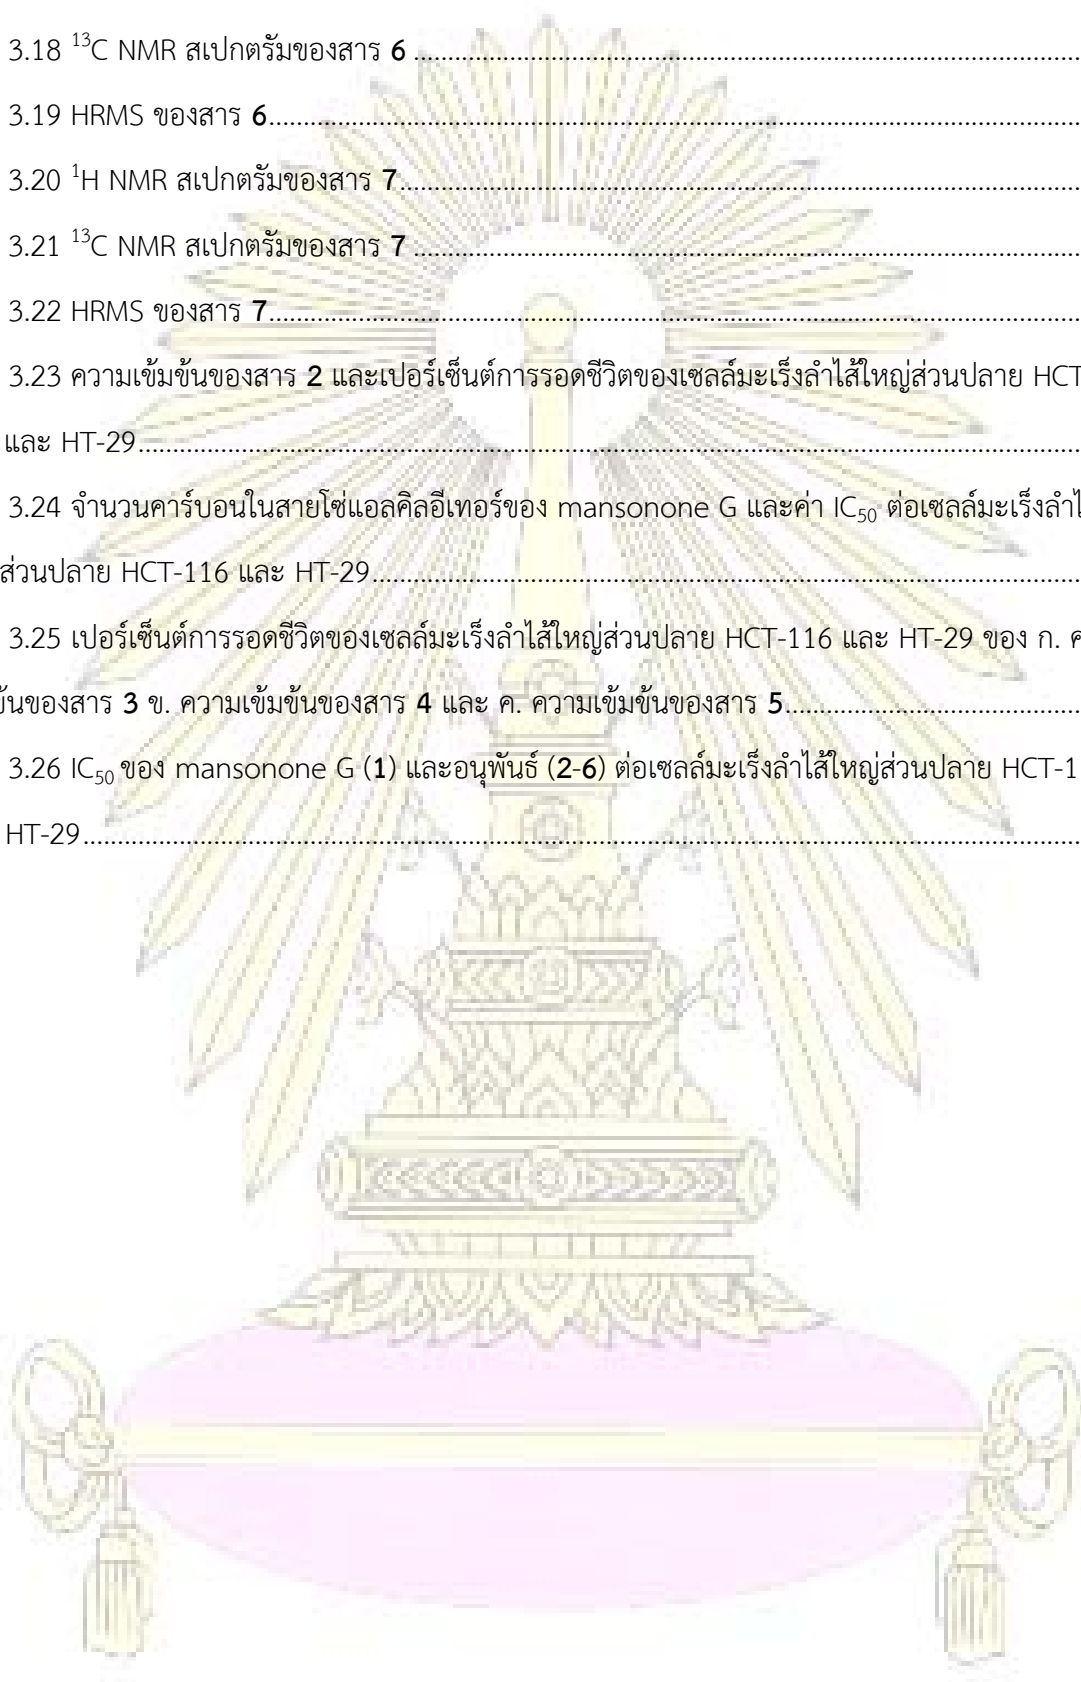 3.18 ¹³C NMR สเปกตรัมของสาร 6 ........................................................
3.19 HRMS ของสาร 6........................................................
3.20 ¹H NMR สเปกตรัมของสาร 7........................................................
3.21 ¹³C NMR สเปกตรัมของสาร 7 ........................................................
3.22 HRMS ของสาร 7........................................................
3.23 ความเข้มข้นของสาร 2 และเปอร์เซ็นต์การรอดชีวิตของเซลล์มะเร็งลำไส้ใหญ่ส่วนปลาย HCT
และ HT-29........................................................
3.24 จำนวนคาร์บอนในสายโซ่แอลคิลอีเทอร์ของ mansonone G และค่า IC₅₀ ต่อเซลล์มะเร็งลำไ
ส่วนปลาย HCT-116 และ HT-29........................................................
3.25 เปอร์เซ็นต์การรอดชีวิตของเซลล์มะเร็งลำไส้ใหญ่ส่วนปลาย HCT-116 และ HT-29 ของ ก. ค
ข้นของสาร 3 ข. ความเข้มข้นของสาร 4 และ ค. ความเข้มข้นของสาร 5........................................................
3.26 IC₅₀ ของ mansonone G (1) และอนุพันธ์ (2-6) ต่อเซลล์มะเร็งลำไส้ใหญ่ส่วนปลาย HCT-1
HT-29........................................................